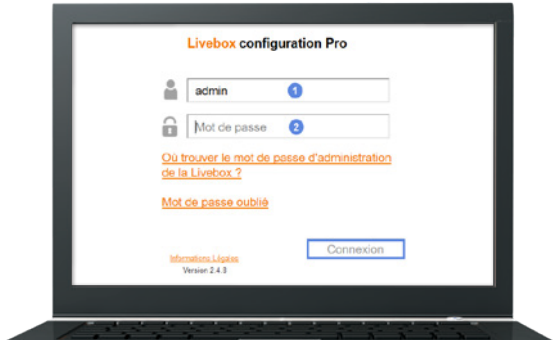 Livebox configuration Pro
admin 1
Mot de passe 2
Où trouver le mot de passe d'administration
de la Livebox ?
Mot de passe oublié
Connexion
Informations Légales
Version 2.4.3